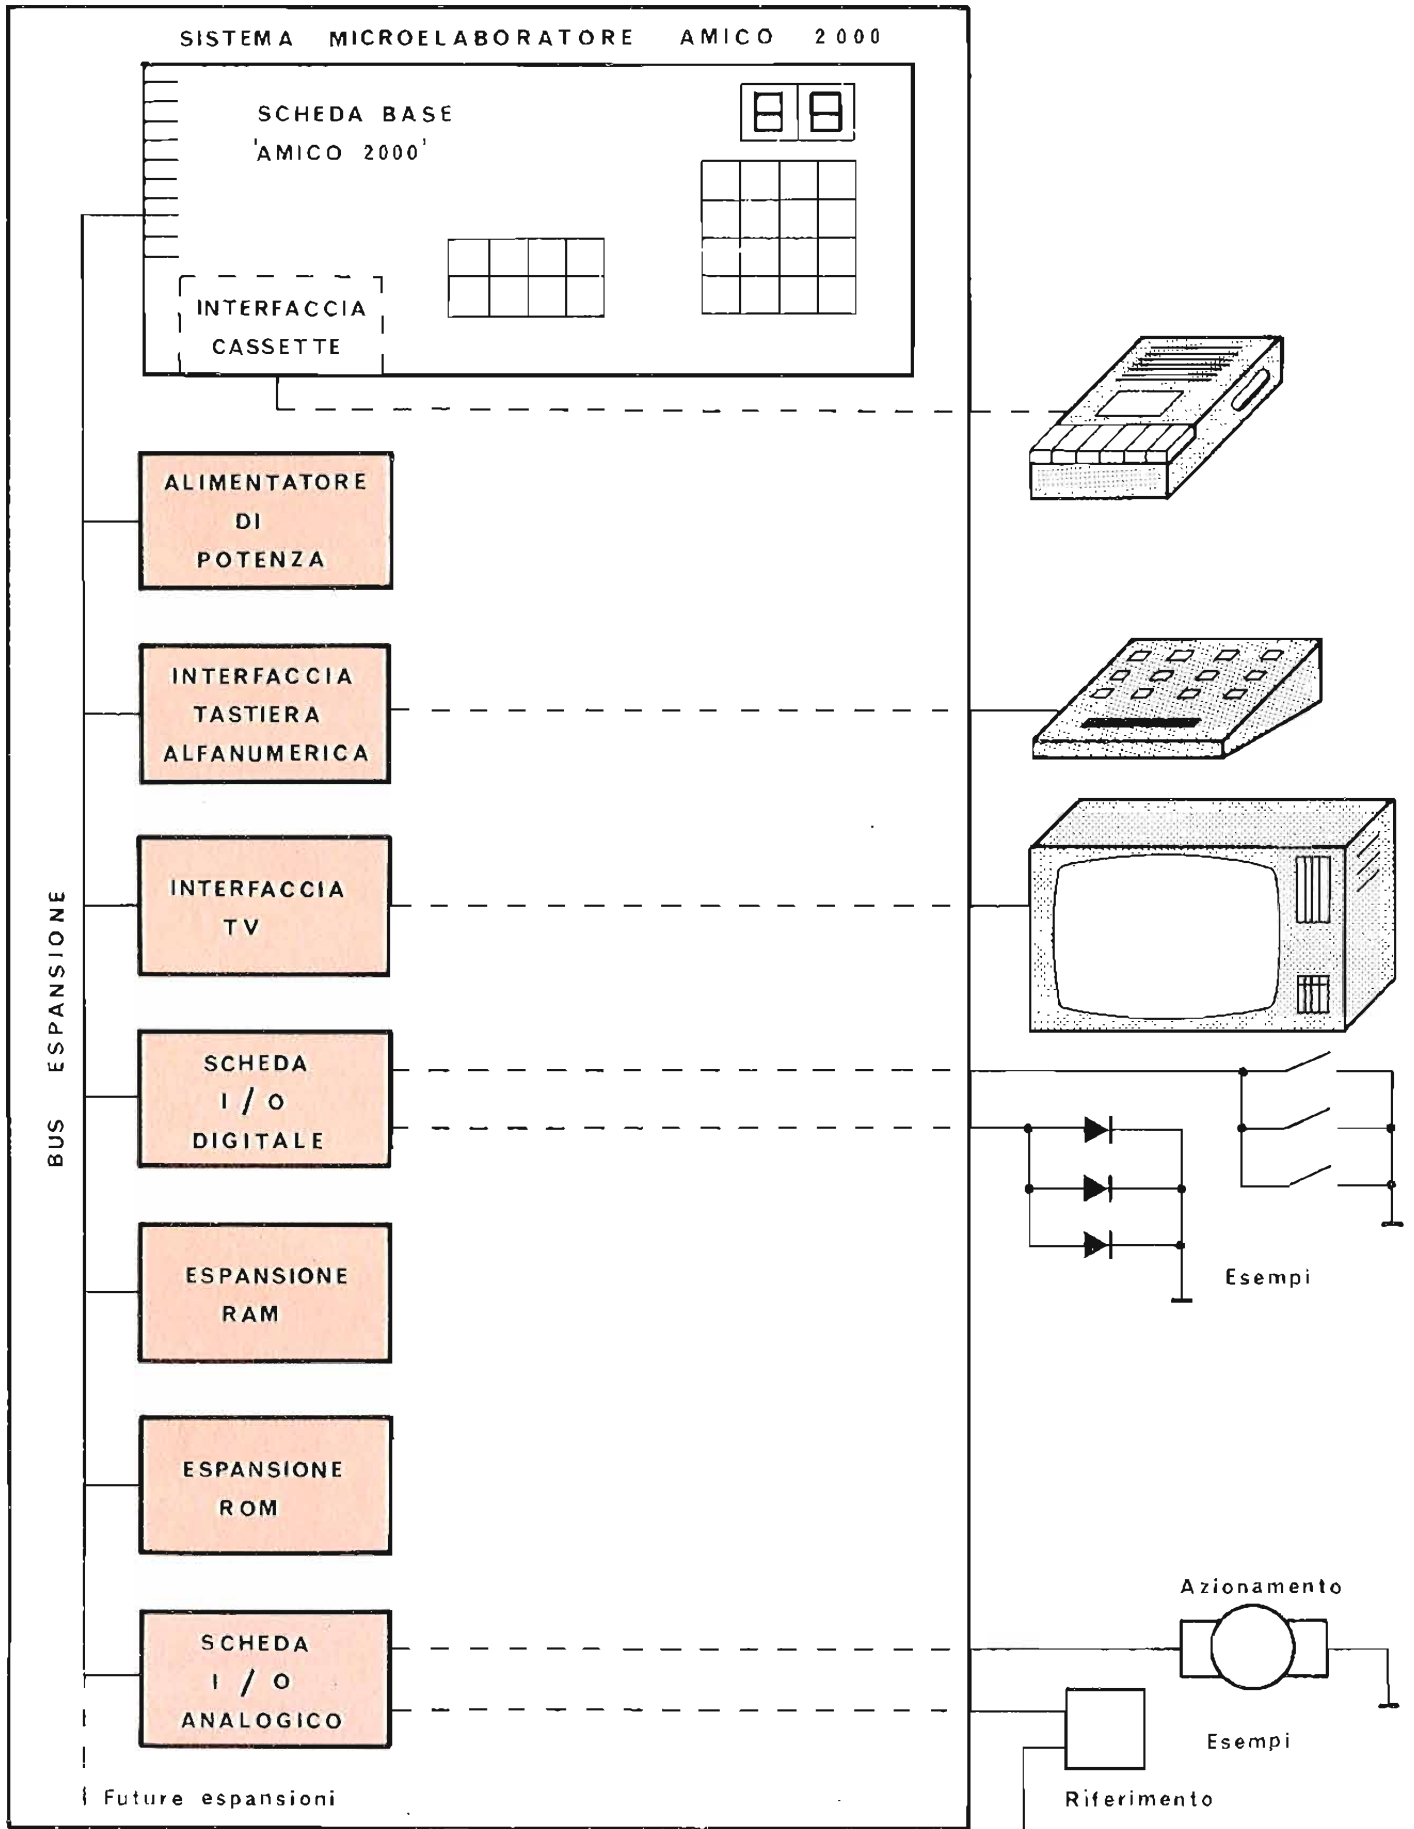 SISTEMA MICROELABORATORE AMICO 2000
SCHEDA BASE
'AMICO 2000'
INTERFACCIA
CASSETTE
ALIMENTATORE
DI
POTENZA
INTERFACCIA
TASTIERA
ALFANUMERICA
INTERFACCIA
TV
BUS ESPANSIONE
SCHEDA
I / O
DIGITALE
Esempi
ESPANSIONE
RAM
ESPANSIONE
ROM
Azionamento
SCHEDA
I / O
ANALOGICO
Esempi
Riferimento
Future espansioni